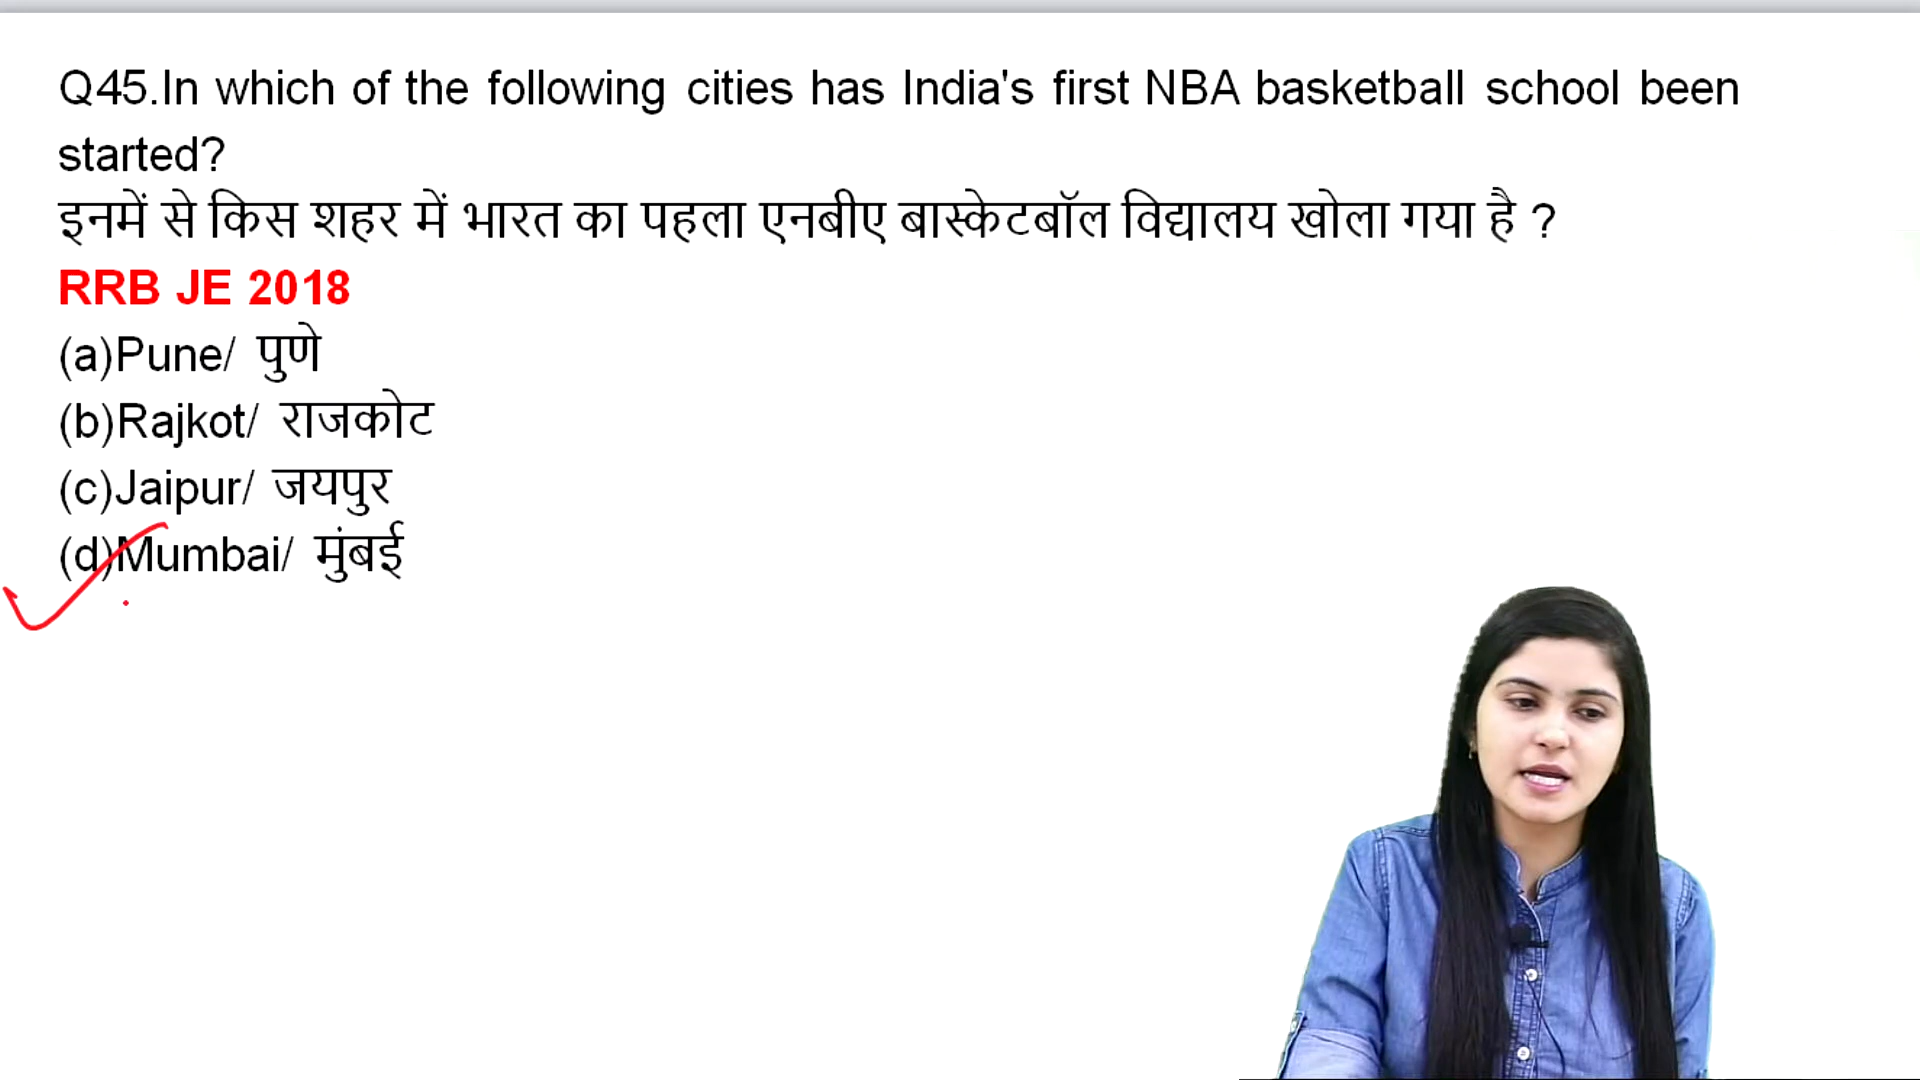 Q45.In which of the following cities has India's first NBA basketball school been
started?
इनमें से किस शहर में भारत का पहला एनबीए बास्केटबॉल विद्यालय खोला गया है ?
RRB JE 2018
(a)Pune/ पुणे
(b)Rajkot/ राजकोट
(c)Jaipur/ जयपुर
(d)Mumbai/ मुंबई